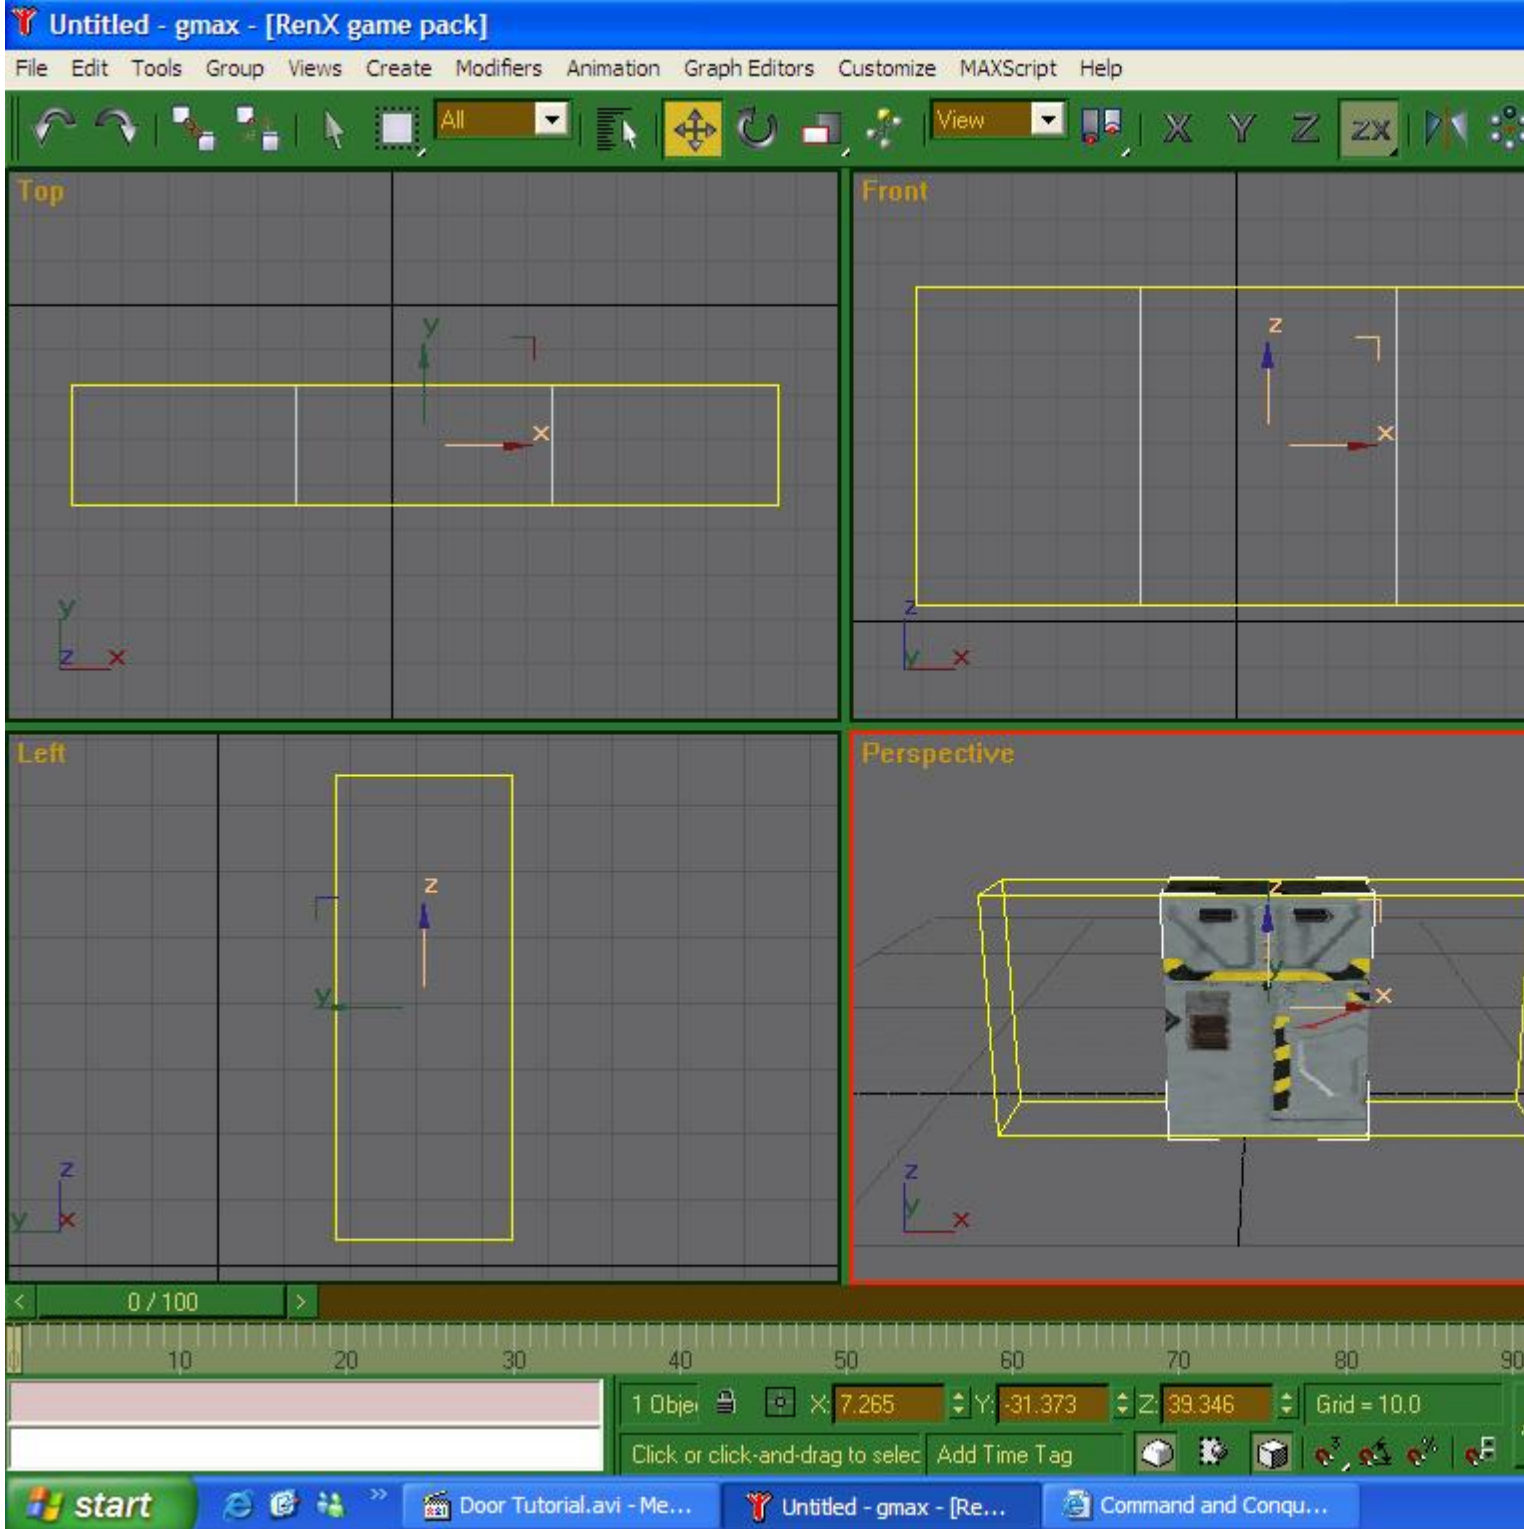 Untitled - gmax - [RenX game pack]
File Edit Tools Group Views Create Modifiers Animation Graph Editors Customize MAXScript Help
All View X Y Z ZX
Top
y
x
y
z x
Front
z
x
z
y x
Left
z
y
z
y x
Perspective
z
y
x
z
y x
< 0 / 100 >
0 10 20 30 40 50 60 70 80 90
1 Obje X: 7.265 Y: -31.373 Z: 39.346 Grid = 10.0
Click or click-and-drag to selec Add Time Tag
start » Door Tutorial.avi - Me... Untitled - gmax - [Re... Command and Conqu...